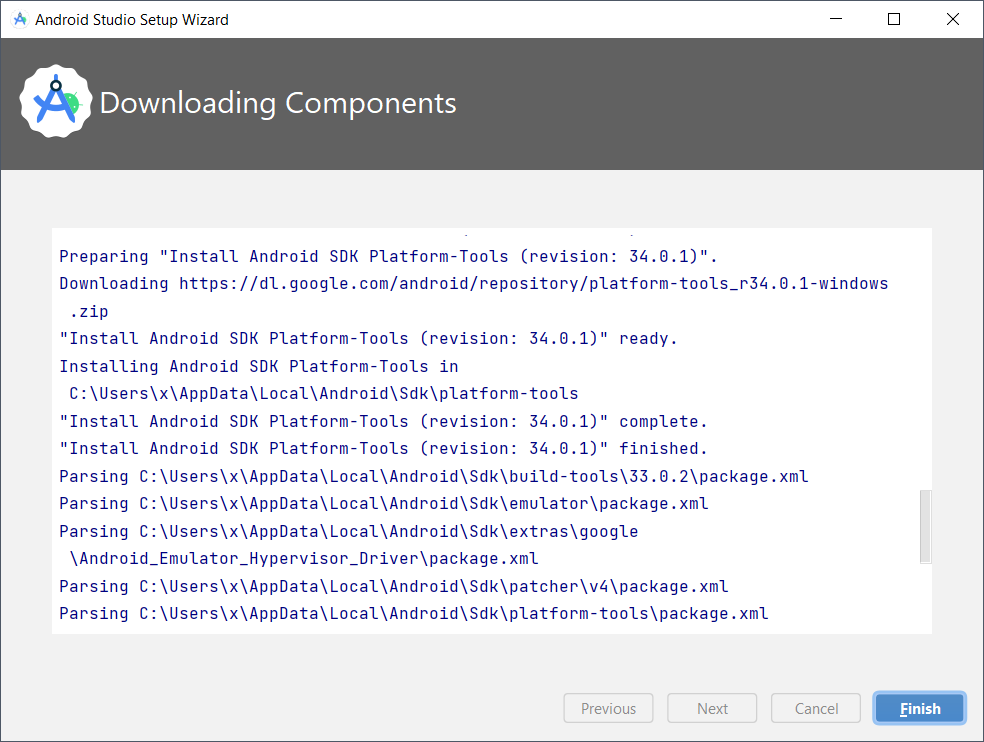 Android Studio Setup Wizard
Downloading Components
Preparing "Install Android SDK Platform-Tools (revision: 34.0.1)".
Downloading https://dl.google.com/android/repository/platform-tools_r34.0.1-windows
.zip
"Install Android SDK Platform-Tools (revision: 34.0.1)" ready.
Installing Android SDK Platform-Tools in
C:\Users\x\AppData\Local\Android\Sdk\platform-tools
"Install Android SDK Platform-Tools (revision: 34.0.1)" complete.
"Install Android SDK Platform-Tools (revision: 34.0.1)" finished.
Parsing C:\Users\x\AppData\Local\Android\Sdk\build-tools\33.0.2\package.xml
Parsing C:\Users\x\AppData\Local\Android\Sdk\emulator\package.xml
Parsing C:\Users\x\AppData\Local\Android\Sdk\extras\google
\Android_Emulator_Hypervisor_Driver\package.xml
Parsing C:\Users\x\AppData\Local\Android\Sdk\patcher\v4\package.xml
Parsing C:\Users\x\AppData\Local\Android\Sdk\platform-tools\package.xml
Previous Next Cancel Finish